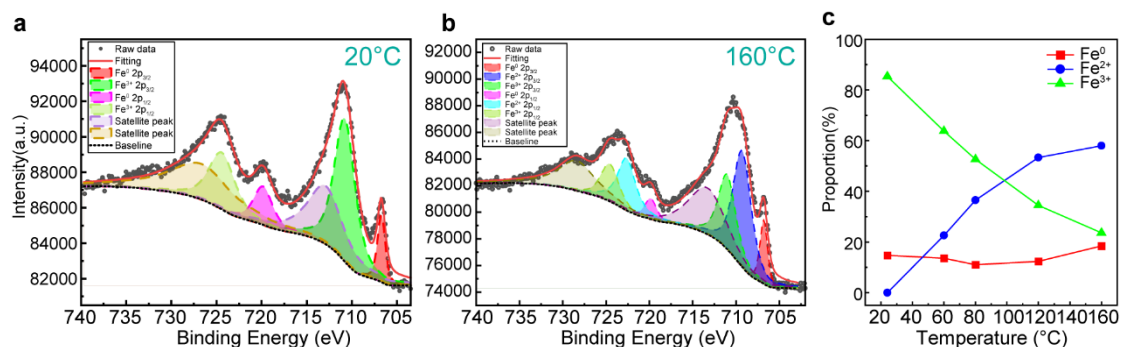 a
20°C
Raw data
Fitting
Fe⁰ 2p₃/₂
Fe³⁺ 2p₃/₂
Fe⁰ 2p₁/₂
Fe³⁺ 2p₁/₂
Satellite peak
Satellite peak
Baseline
94000
92000
90000
88000
86000
84000
82000
Intensity(a.u.)
740 735 730 725 720 715 710 705
Binding Energy (eV)
b
160°C
Raw data
Fitting
Fe⁰ 2p₃/₂
Fe²⁺ 2p₃/₂
Fe³⁺ 2p₃/₂
Fe⁰ 2p₁/₂
Fe²⁺ 2p₁/₂
Fe³⁺ 2p₁/₂
Satellite peak
Satellite peak
Baseline
92000
90000
88000
86000
84000
82000
80000
78000
76000
74000
740 735 730 725 720 715 710 705
Binding Energy (eV)
c
Fe⁰
Fe²⁺
Fe³⁺
100
80
60
40
20
0
Proportion(%)
20 40 60 80 100 120 140 160
Temperature (°C)